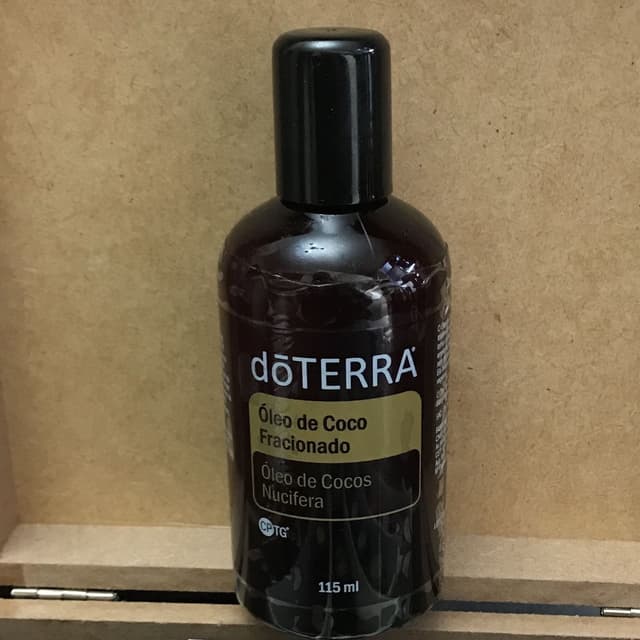 dōTERRA®
Óleo de Coco
Fracionado
Óleo de Cocos
Nucifera
CPTG®
115 ml